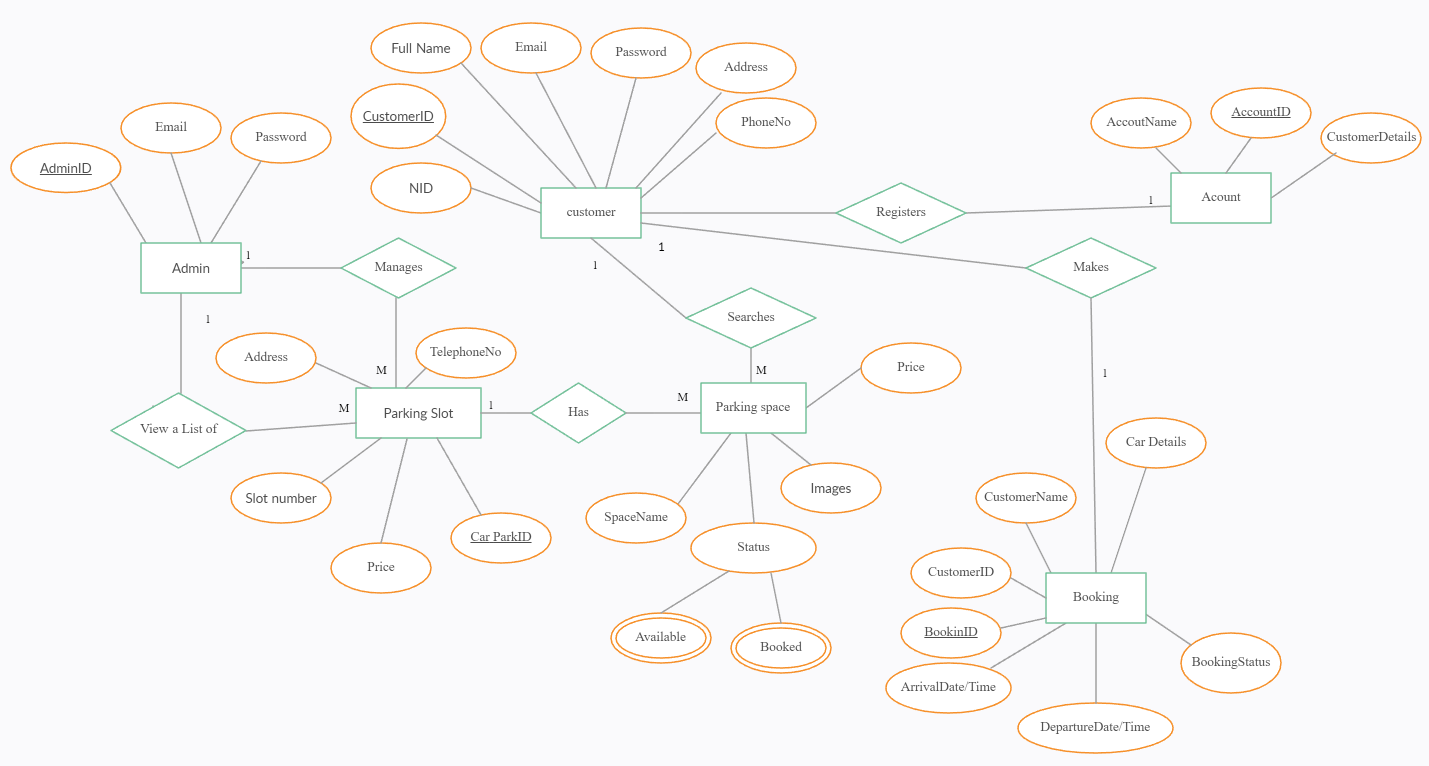 Full Name
Email
Password
Address
CustomerID
PhoneNo
NID
customer
Email
Password
AdminID
Admin
1
Manages
AccoutName
AccountID
CustomerDetails
Registers
1
Acount
1
1
Makes
Searches
1
Address
TelephoneNo
M
M
Parking Slot
View a List of
1
Has
M
M
Parking space
Price
1
Slot number
Price
Car ParkID
SpaceName
Images
Status
Available
Booked
Car Details
CustomerName
CustomerID
Booking
BookinID
ArrivalDate/Time
BookingStatus
DepartureDate/Time